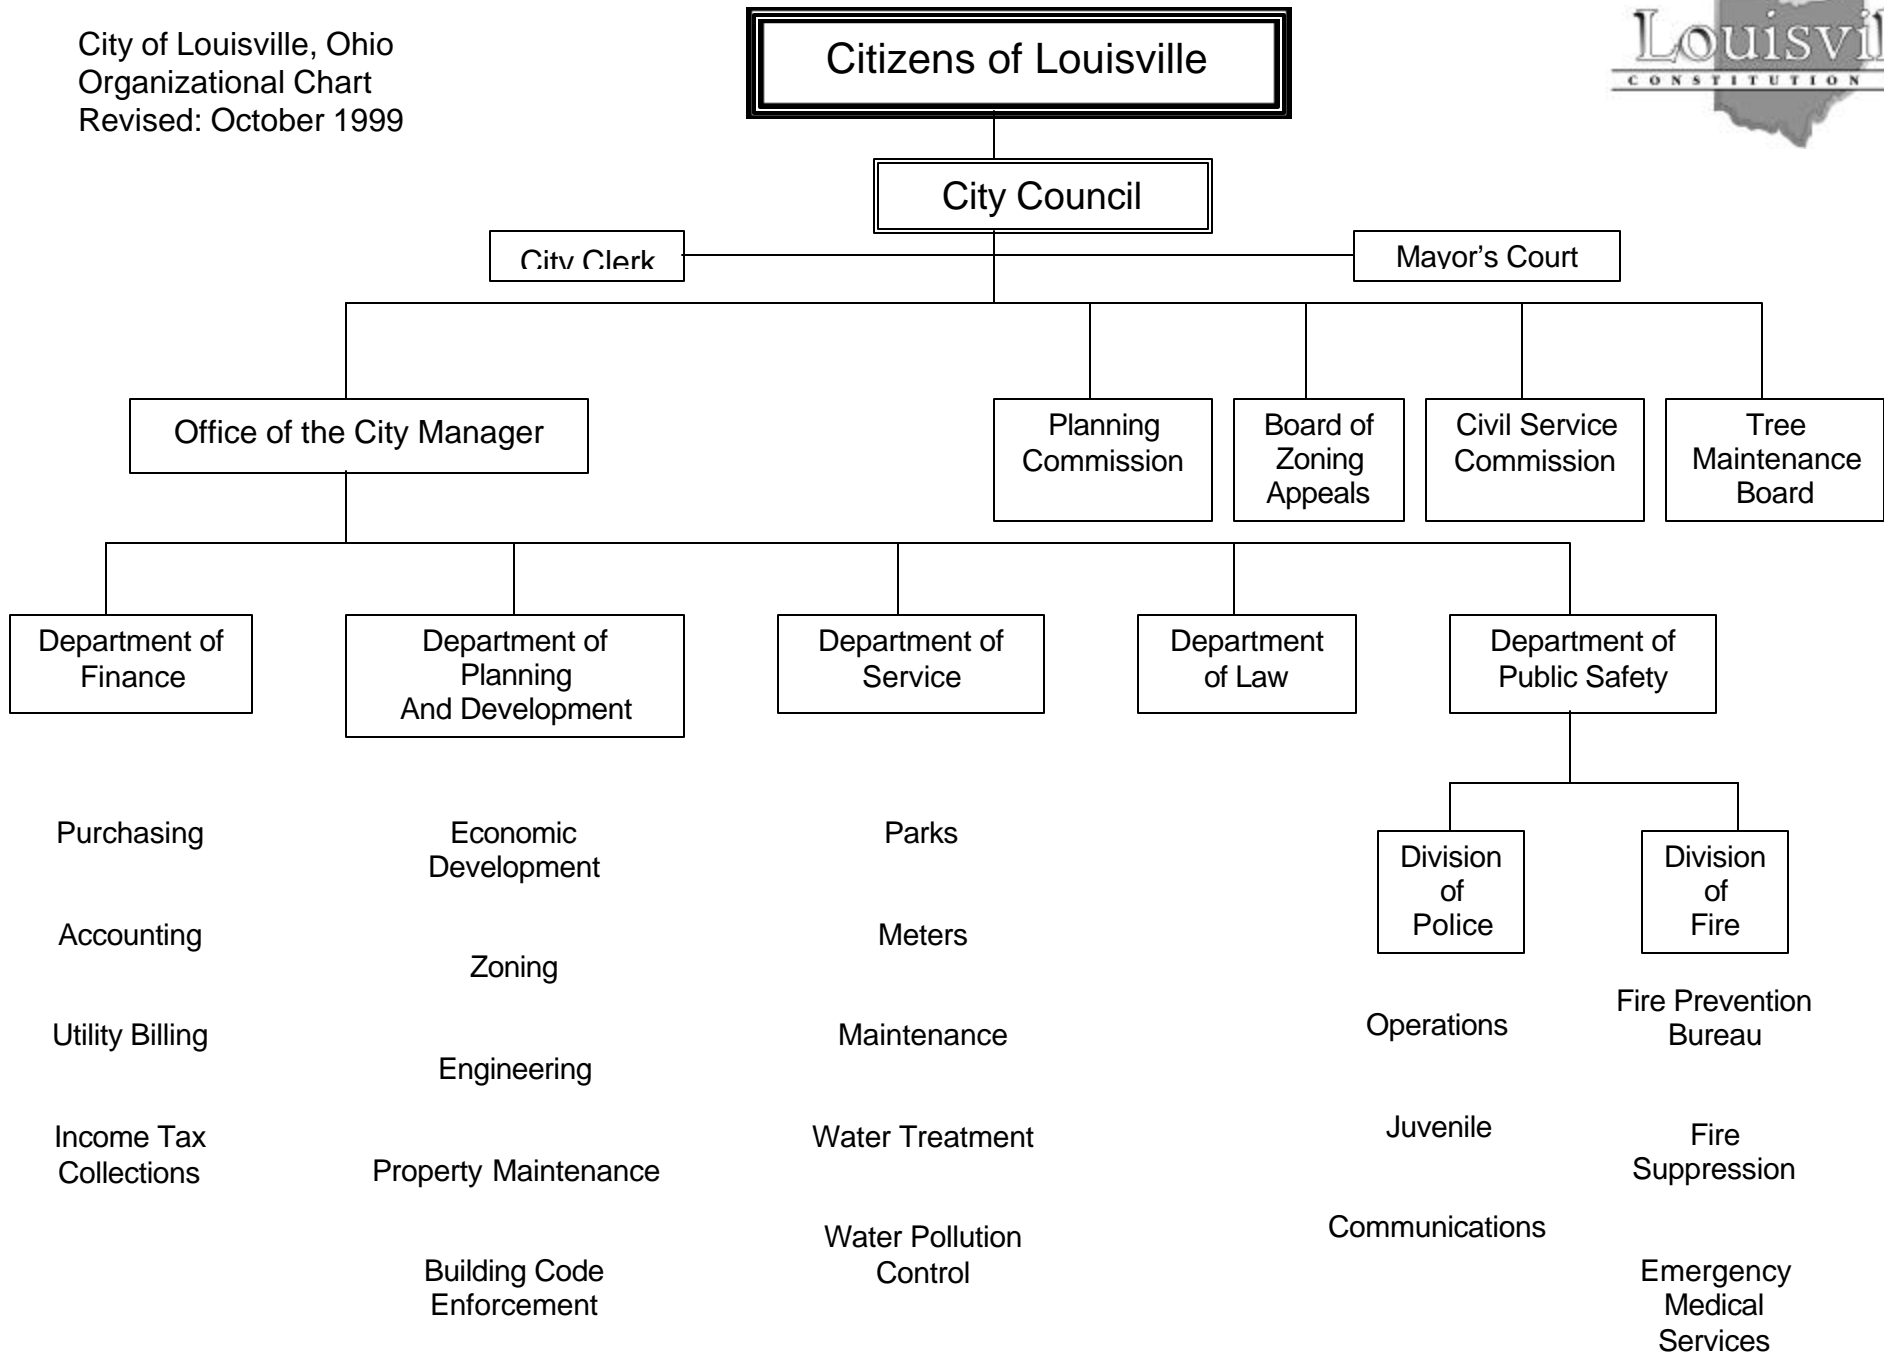 City of Louisville, Ohio
Organizational Chart
Revised: October 1999
Citizens of Louisville
CONSTITUTION
City Council
City Clerk
Mayor's Court
Office of the City Manager
Planning
Commission
Board of
Zoning
Appeals
Civil Service
Commission
Tree
Maintenance
Board
Department of
Finance
Department of
Planning
And Development
Department of
Service
Department
of Law
Department of
Public Safety
Purchasing
Accounting
Utility Billing
Income Tax
Collections
Economic
Development
Zoning
Engineering
Property Maintenance
Building Code
Enforcement
Parks
Meters
Maintenance
Water Treatment
Water Pollution
Control
Division
of
Police
Operations
Juvenile
Communications
Division
of
Fire
Fire Prevention
Bureau
Fire
Suppression
Emergency
Medical
Services